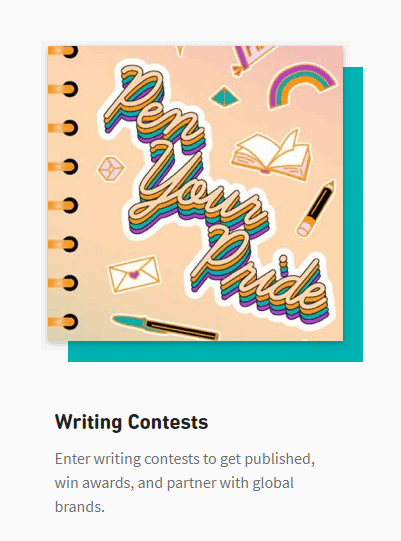 Pen
Your
Pride
Writing Contests
Enter writing contests to get published,
win awards, and partner with global
brands.